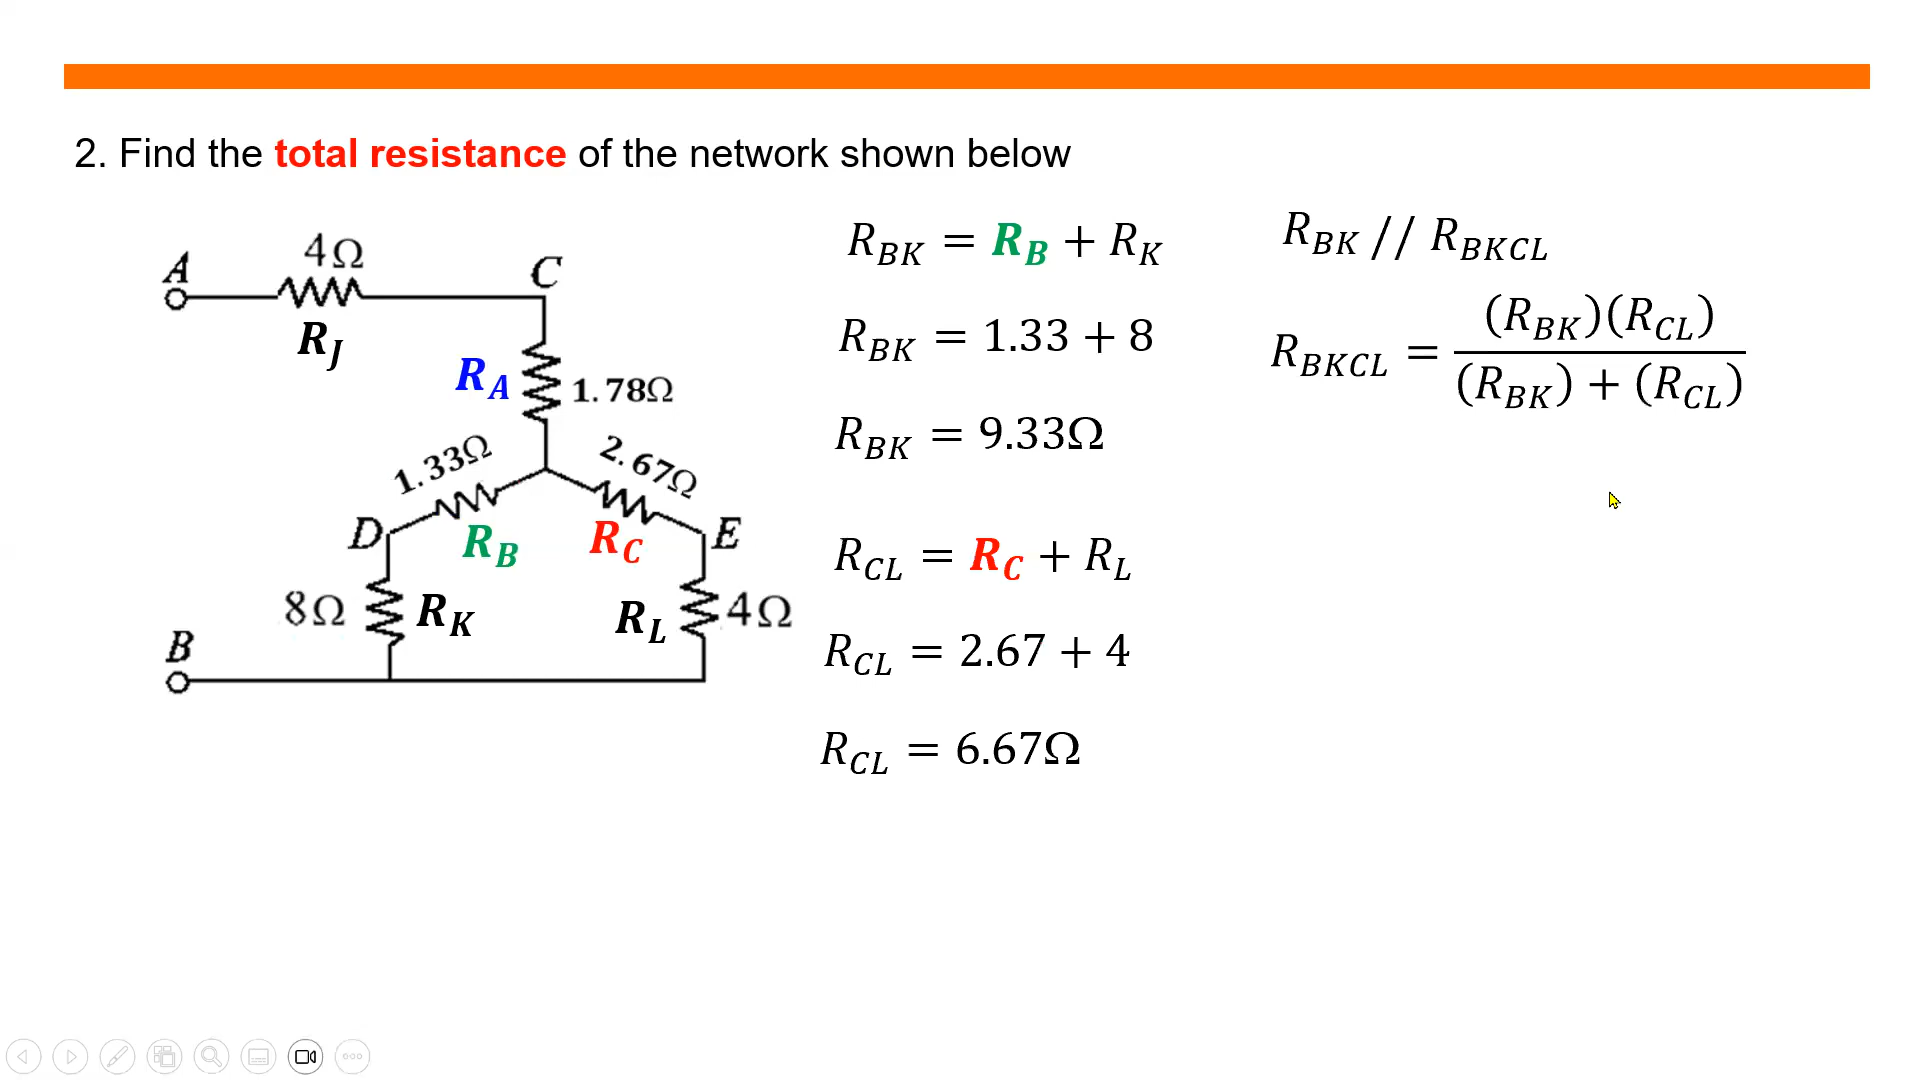 2. Find the total resistance of the network shown below
A
4Ω
R_J
C
R_A
1.78Ω
1.33Ω
2.67Ω
D
R_B
R_C
E
8Ω
R_K
R_L
4Ω
B
R_BK = R_B + R_K
R_BK = 1.33 + 8
R_BK = 9.33Ω
R_CL = R_C + R_L
R_CL = 2.67 + 4
R_CL = 6.67Ω
R_BK // R_BKCL
R_BKCL = (R_BK)(R_CL) / (R_BK) + (R_CL)